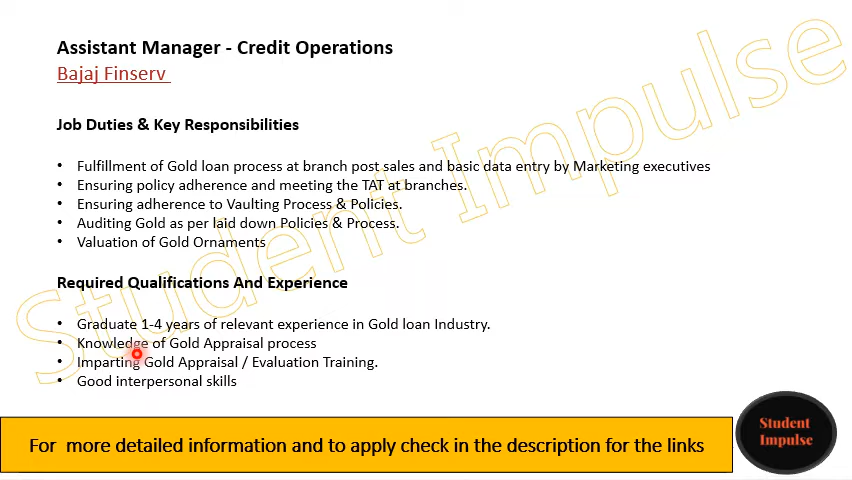 Assistant Manager - Credit Operations
Bajaj Finserv
Job Duties & Key Responsibilities
• Fulfillment of Gold loan process at branch post sales and basic data entry by Marketing executives
• Ensuring policy adherence and meeting the TAT at branches.
• Ensuring adherence to Vaulting Process & Policies.
• Auditing Gold as per laid down Policies & Process.
• Valuation of Gold Ornaments
Required Qualifications And Experience
• Graduate 1-4 years of relevant experience in Gold loan Industry.
• Knowledge of Gold Appraisal process
• Imparting Gold Appraisal / Evaluation Training.
• Good interpersonal skills
Student Impulse
For more detailed information and to apply check in the description for the links
Student
Impulse